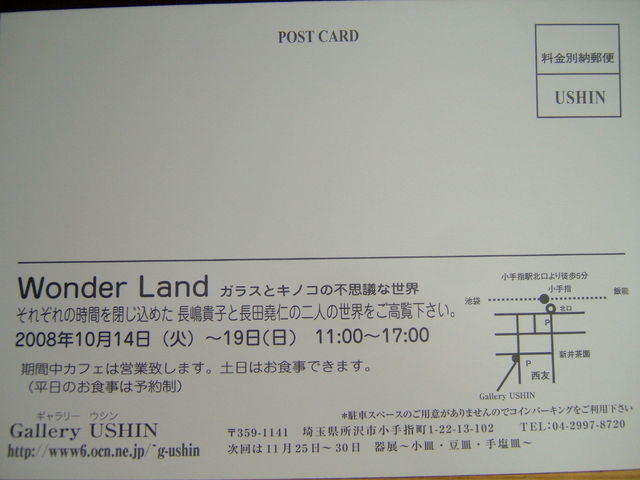 POST CARD
料金別納郵便
USHIN
Wonder Land ガラスとキノコの不思議な世界
それぞれの時間を閉じ込めた 長嶋貴子と長田堯仁の二人の世界をご高覧下さい。
2008年10月14日（火）～19日(日） 11:00～17:00
期間中カフェは営業致します。土日はお食事できます。
（平日のお食事は予約制）
小手指駅北口より徒歩5分
小手指
池袋
飯能
北口
P
新井茶園
P
西友
Gallery USHIN
*駐車スペースのご用意がありませんのでコインパーキングをご利用下さい
ギャラリー ウシン
Gallery USHIN
〒359-1141 埼玉県所沢市小手指町1-22-13-102 TEL:04-2997-8720
http://www6.ocn.ne.jp/~g-ushin
次回は11月25日～30日 器展～小皿・豆皿・手塩皿～